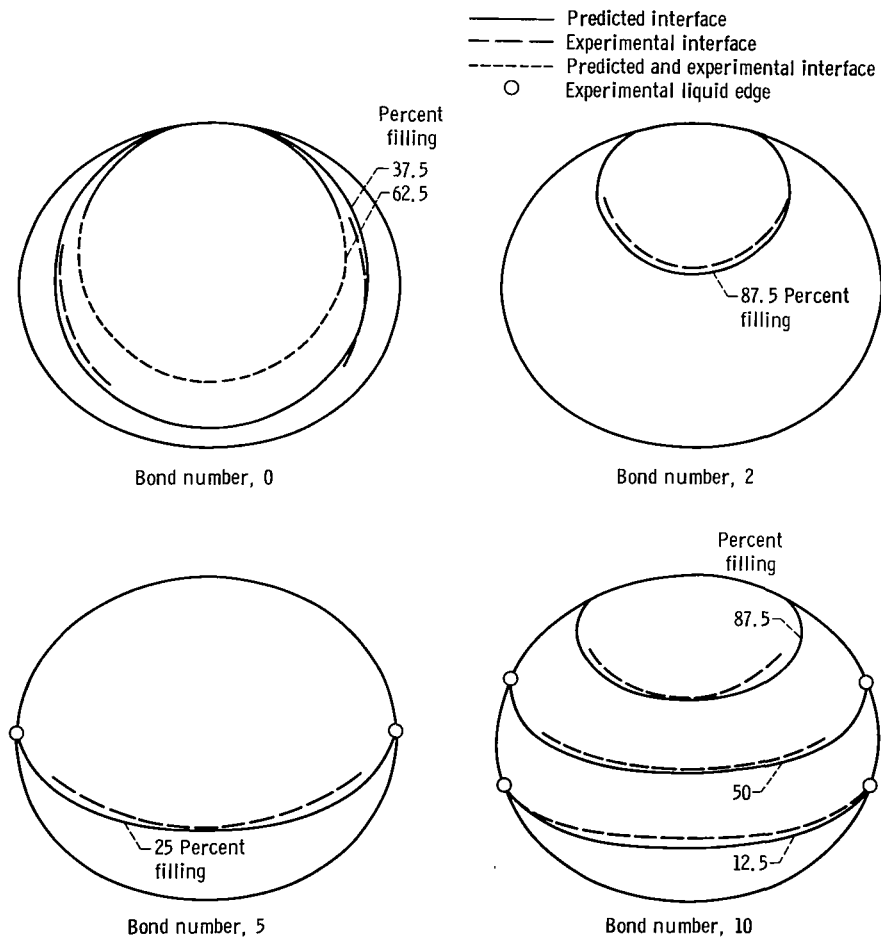 Predicted interface
Experimental interface
Predicted and experimental interface
Experimental liquid edge
Percent
filling
37.5
62.5
87.5 Percent
filling
Bond number, 0
Bond number, 2
Percent
filling
87.5
50
12.5
25 Percent
filling
Bond number, 5
Bond number, 10